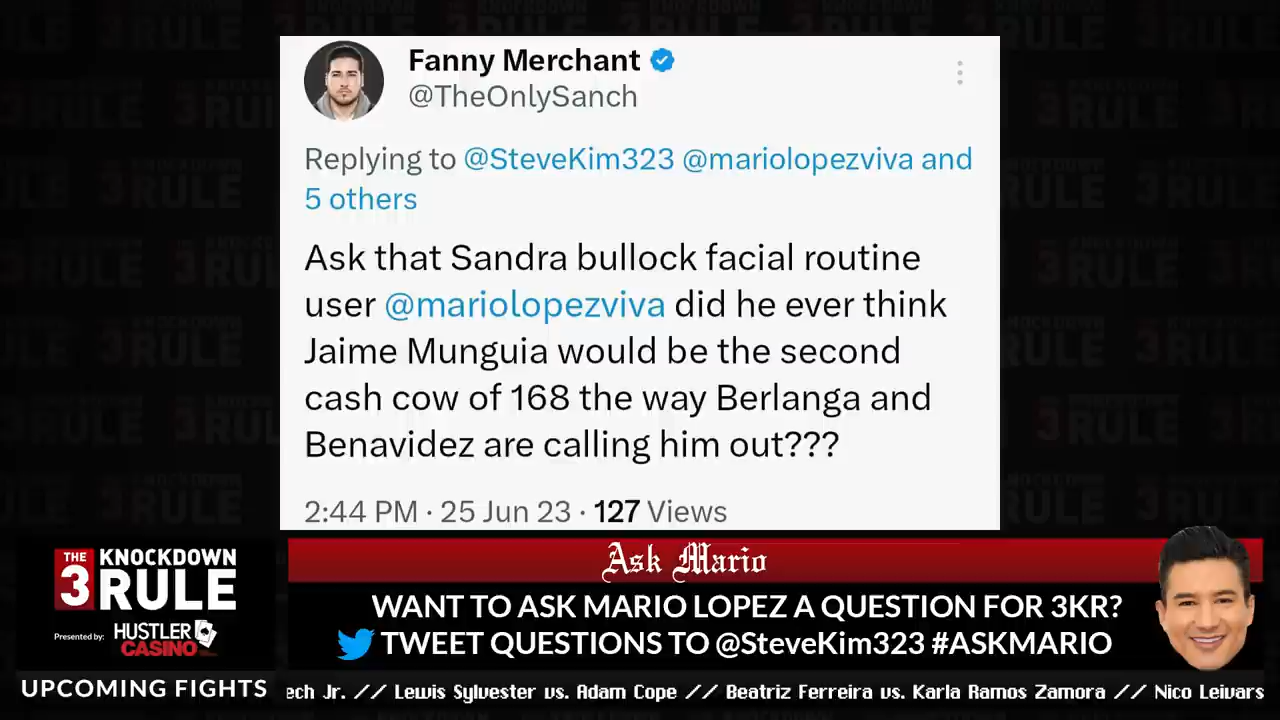 Fanny Merchant
@TheOnlySanch
Replying to @SteveKim323 @mariolopezviva and
5 others
Ask that Sandra bullock facial routine
user @mariolopezviva did he ever think
Jaime Munguia would be the second
cash cow of 168 the way Berlanga and
Benavidez are calling him out???
2:44 PM · 25 Jun 23 · 127 Views
THE 3 KNOCKDOWN RULE
Presented by: HUSTLER CASINO
Ask Mario
WANT TO ASK MARIO LOPEZ A QUESTION FOR 3KR?
TWEET QUESTIONS TO @SteveKim323 #ASKMARIO
UPCOMING FIGHTS
ech Jr. // Lewis Sylvester vs. Adam Cope // Beatriz Ferreira vs. Karla Ramos Zamora // Nico Leivars